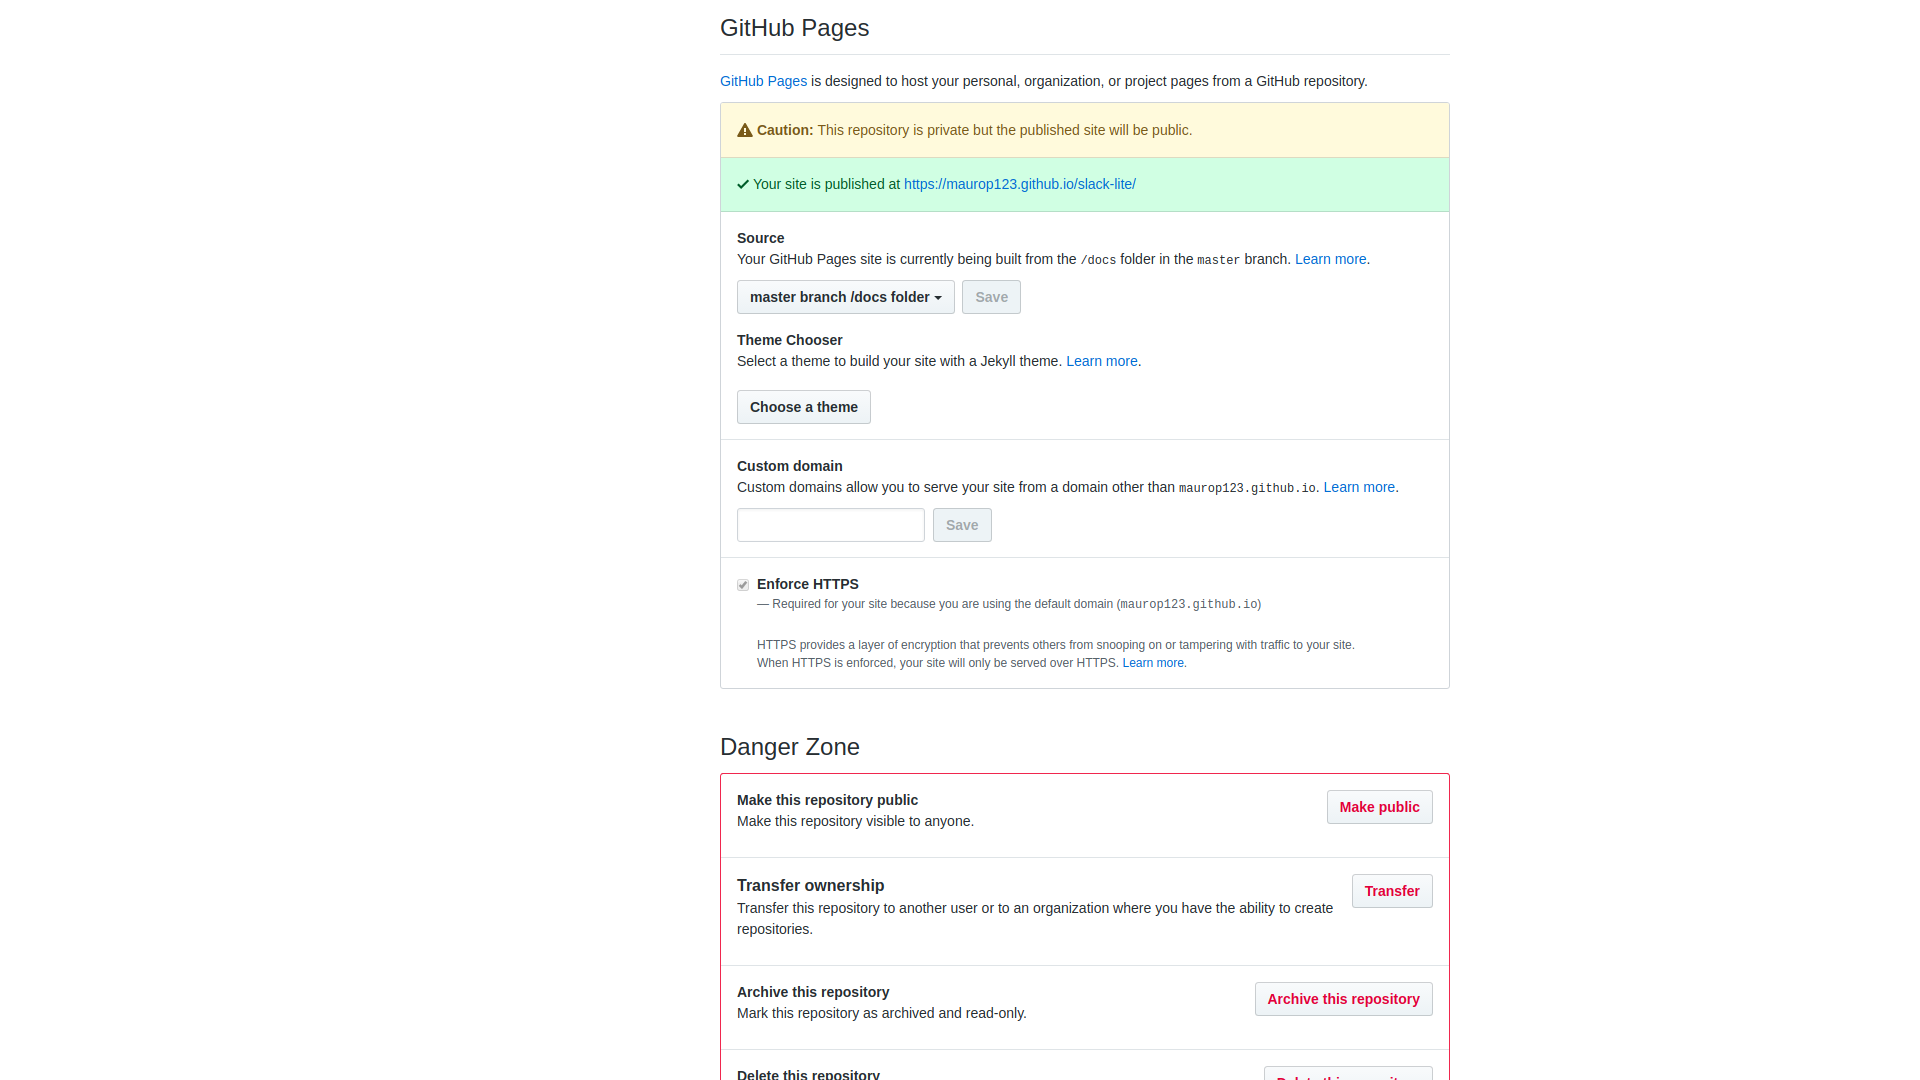 GitHub Pages
GitHub Pages is designed to host your personal, organization, or project pages from a GitHub repository.
Caution: This repository is private but the published site will be public.
Your site is published at https://maurop123.github.io/slack-lite/
Source
Your GitHub Pages site is currently being built from the /docs folder in the master branch. Learn more.
master branch /docs folder Save
Theme Chooser
Select a theme to build your site with a Jekyll theme. Learn more.
Choose a theme
Custom domain
Custom domains allow you to serve your site from a domain other than maurop123.github.io. Learn more.
Save
Enforce HTTPS
— Required for your site because you are using the default domain (maurop123.github.io)
HTTPS provides a layer of encryption that prevents others from snooping on or tampering with traffic to your site.
When HTTPS is enforced, your site will only be served over HTTPS. Learn more.
Danger Zone
Make this repository public
Make this repository visible to anyone.
Make public
Transfer ownership
Transfer this repository to another user or to an organization where you have the ability to create
repositories.
Transfer
Archive this repository
Mark this repository as archived and read-only.
Archive this repository
Delete this repository
Delete this repository